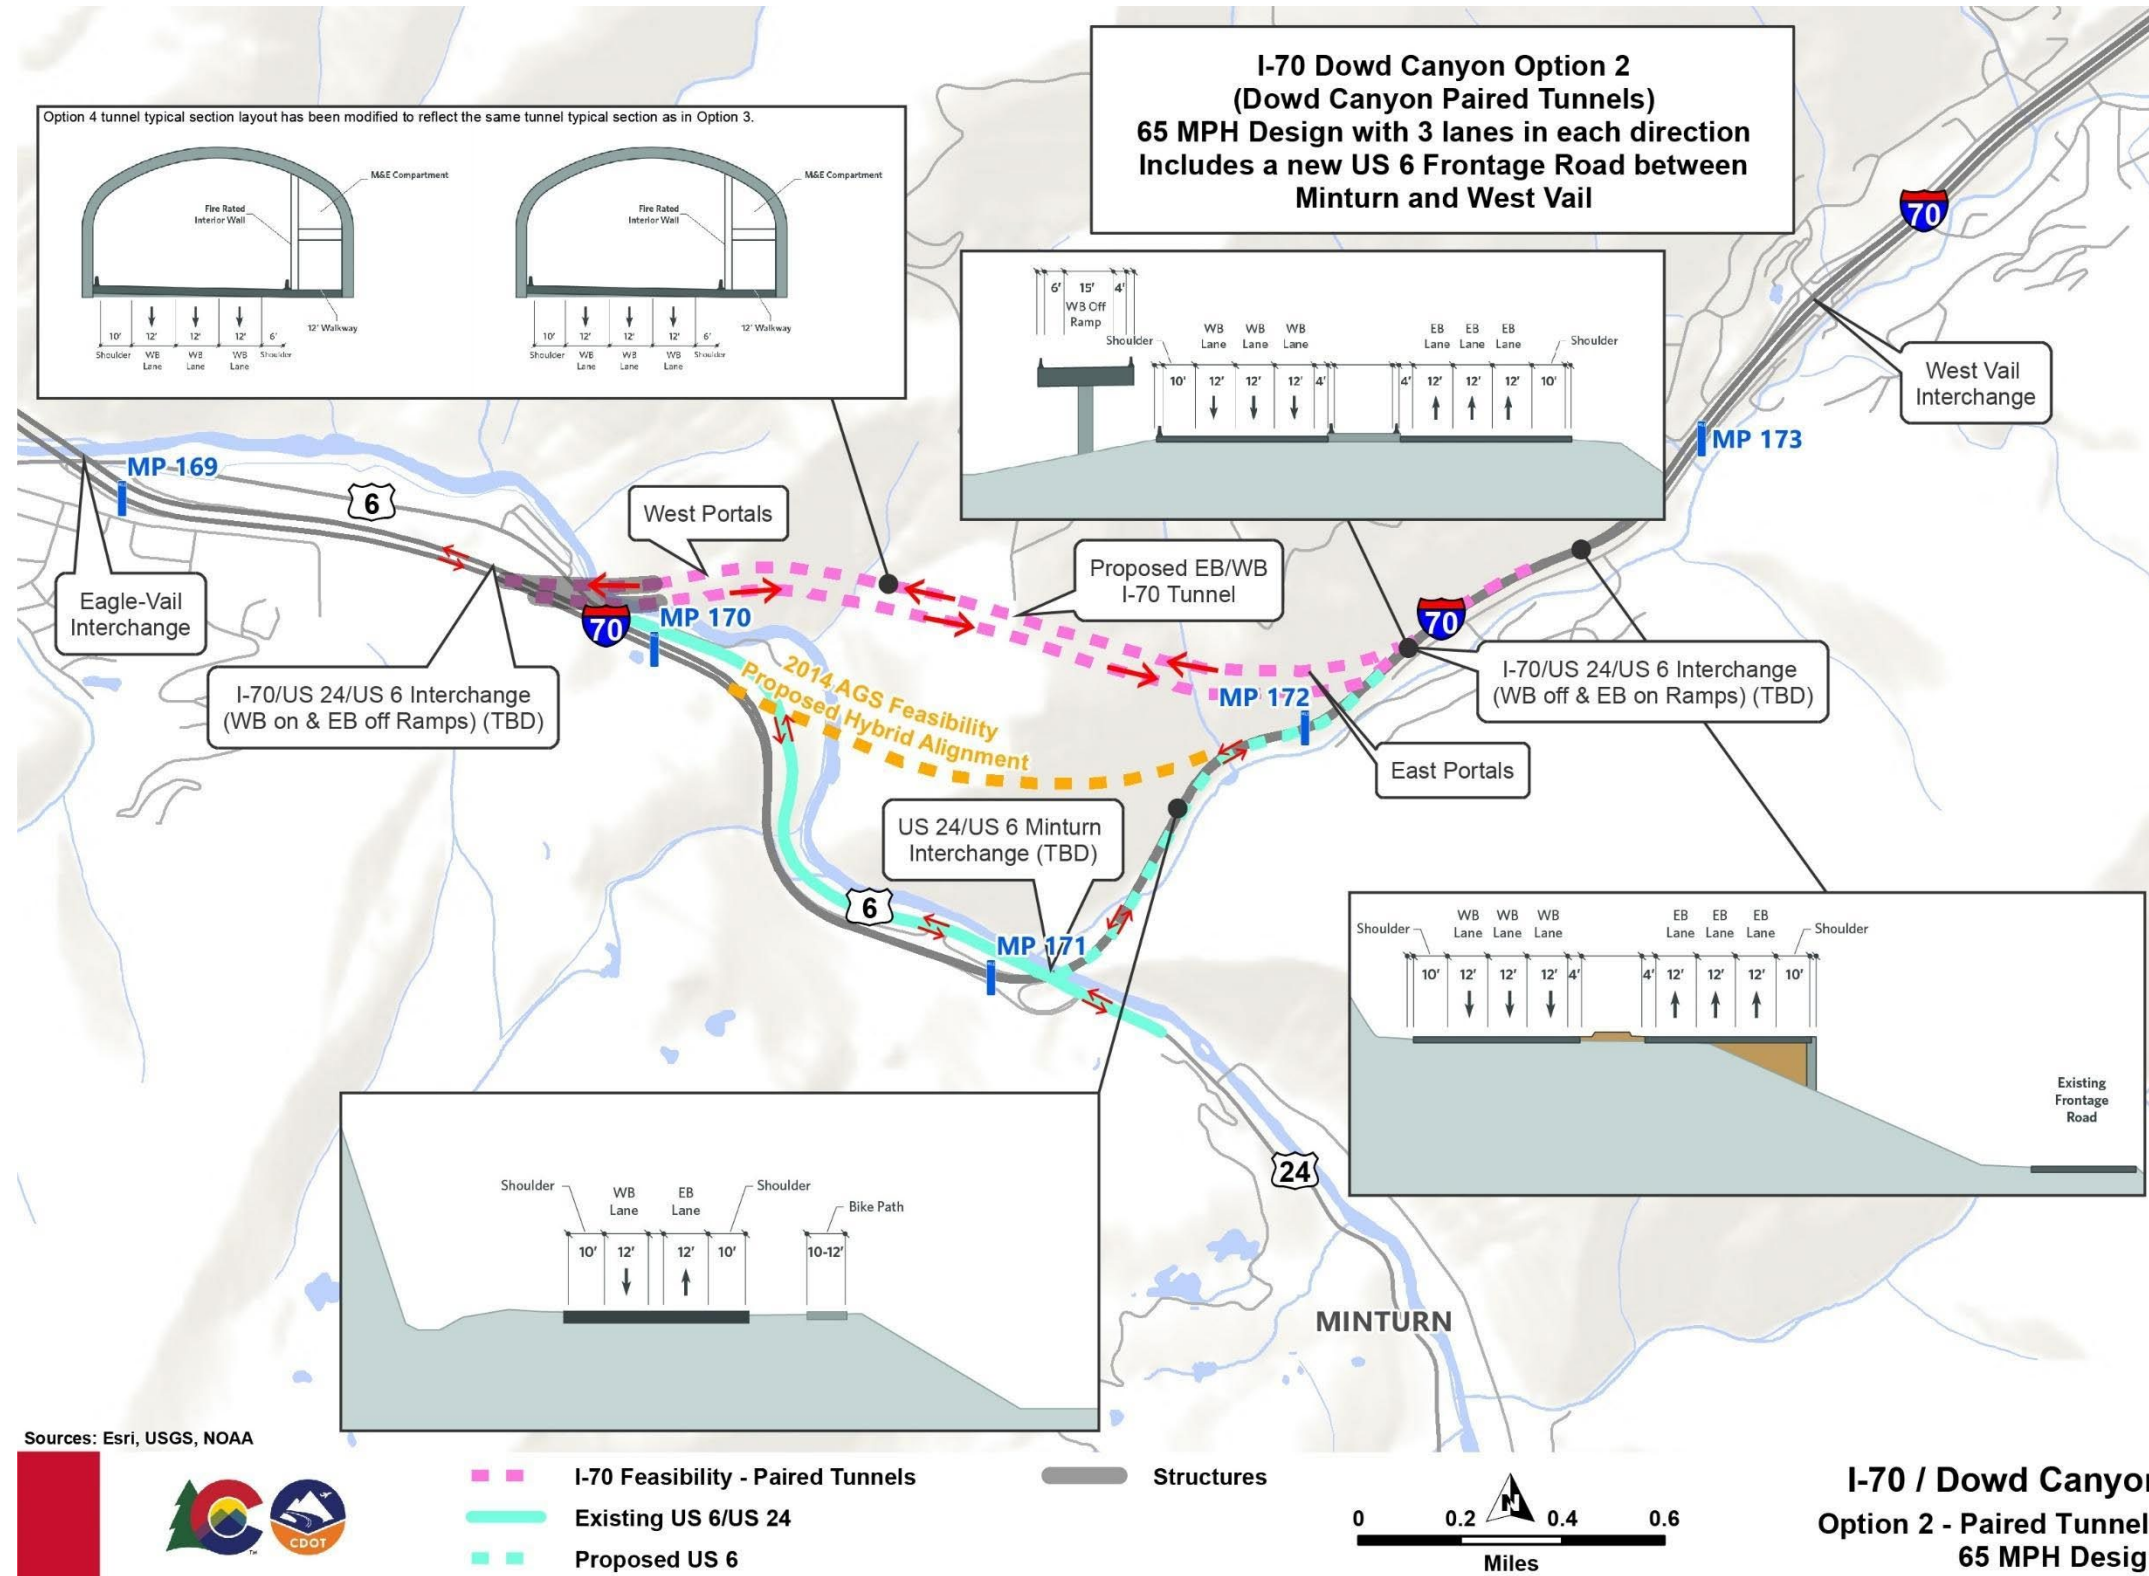 I-70 Dowd Canyon Option 2
(Dowd Canyon Paired Tunnels)
65 MPH Design with 3 lanes in each direction
Includes a new US 6 Frontage Road between
Minturn and West Vail
Option 4 tunnel typical section layout has been modified to reflect the same tunnel typical section as in Option 3.
M&E Compartment
Fire Rated
Interior Wall
12' Walkway
10' 12' 12' 12' 6'
Shoulder WB Lane WB Lane WB Lane Shoulder
M&E Compartment
Fire Rated
Interior Wall
12' Walkway
10' 12' 12' 12' 6'
Shoulder WB Lane WB Lane WB Lane Shoulder
6' 15' 4'
WB Off
Ramp
Shoulder
WB Lane WB Lane WB Lane
EB Lane EB Lane EB Lane
Shoulder
10' 12' 12' 12' 4' 4' 12' 12' 12' 10'
70
West Vail
Interchange
MP 173
MP 169
6
West Portals
Proposed EB/WB
I-70 Tunnel
Eagle-Vail
Interchange
70
MP 170
70
I-70/US 24/US 6 Interchange
(WB on & EB off Ramps) (TBD)
2014 AGS Feasibility
Proposed Hybrid Alignment
MP 172
I-70/US 24/US 6 Interchange
(WB off & EB on Ramps) (TBD)
East Portals
US 24/US 6 Minturn
Interchange (TBD)
6
MP 171
Shoulder
WB Lane WB Lane WB Lane
EB Lane EB Lane EB Lane
Shoulder
10' 12' 12' 12' 4' 4' 12' 12' 12' 10'
Existing
Frontage
Road
Shoulder
WB Lane
EB Lane
Shoulder
Bike Path
10' 12' 12' 10' 10-12'
24
MINTURN
Sources: Esri, USGS, NOAA
CDOT
I-70 Feasibility - Paired Tunnels
Existing US 6/US 24
Proposed US 6
Structures
N
0 0.2 0.4 0.6
Miles
I-70 / Dowd Canyon
Option 2 - Paired Tunnel
65 MPH Desig